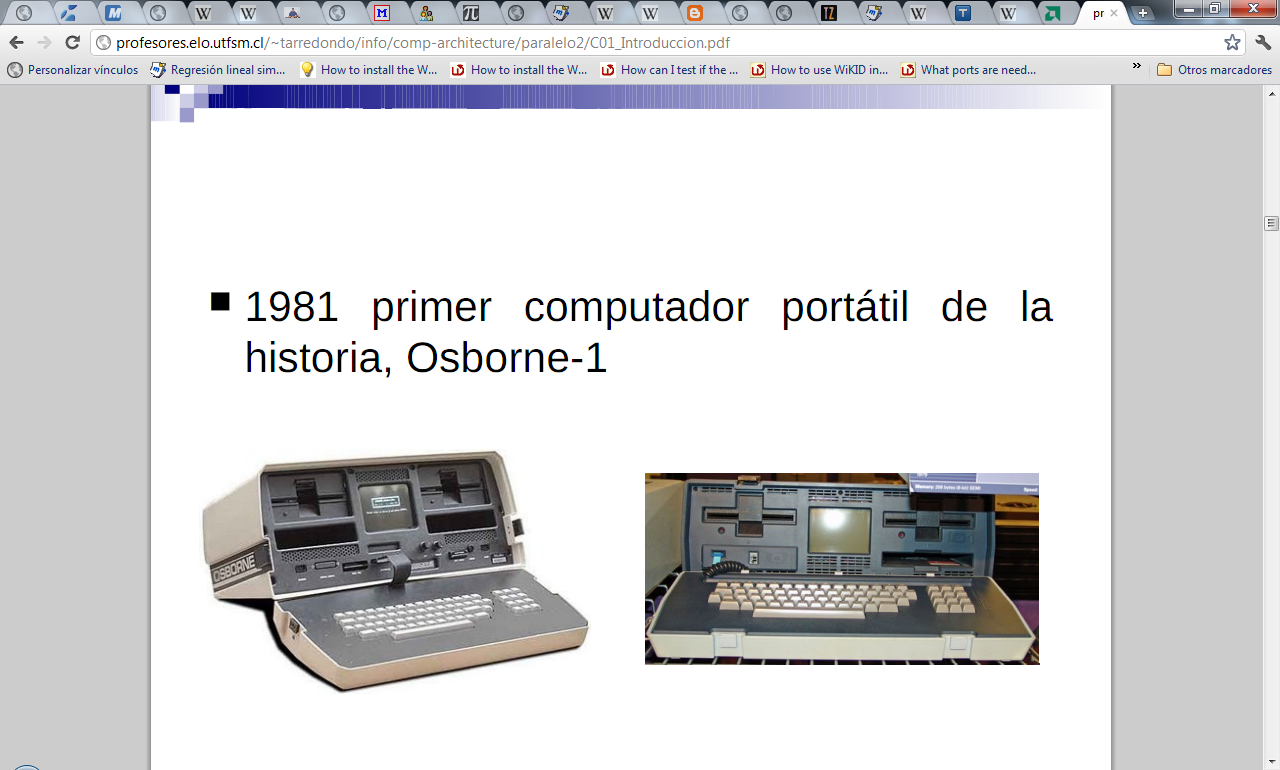 pr
profesores.elo.utfsm.cl/~tarredondo/info/comp-architecture/paralelo2/C01_Introduccion.pdf
Personalizar vínculos
Regresión lineal sim...
How to install the W...
How to install the W...
How can I test if the ...
How to use WiKID in...
What ports are need...
Otros marcadores
1981 primer computador portátil de la
historia, Osborne-1
OSBORNE